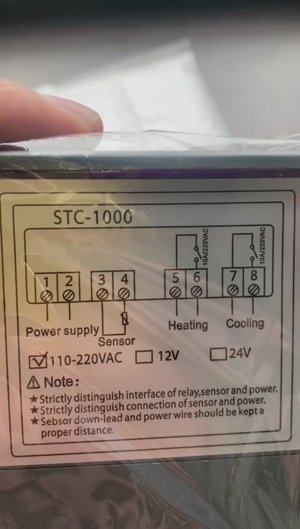 STC-1000
10A/220VAC 10A/220VAC
1 2 3 4 5 6 7 8
Power supply Sensor Heating Cooling
110-220VAC 12V 24V
Note:
★Strictly distinguish interface of relay,sensor and power.
★Strictly distinguish connection of sensor and power.
★Sebsor down-lead and power wire should be kept a
proper distance.